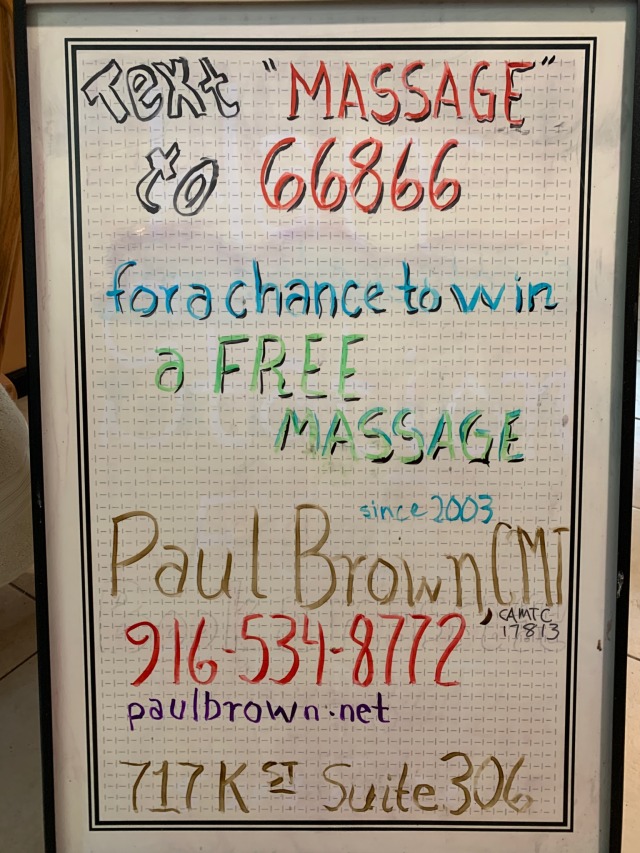 Text "MASSAGE"
to 66866
for a chance to win
a FREE
MASSAGE
since 2003
Paul Brown, CMT
CAMTC
17813
916-534-8772
paulbrown.net
717 K ST Suite 306